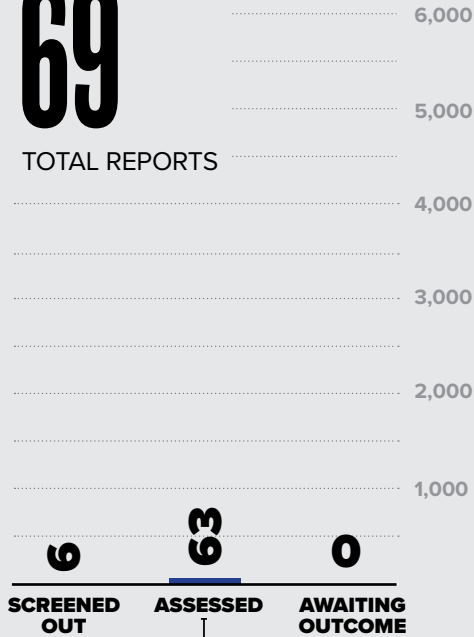 69
TOTAL REPORTS
6,000
5,000
4,000
3,000
2,000
1,000
6
63
0
SCREENED
OUT
ASSESSED
AWAITING
OUTCOME